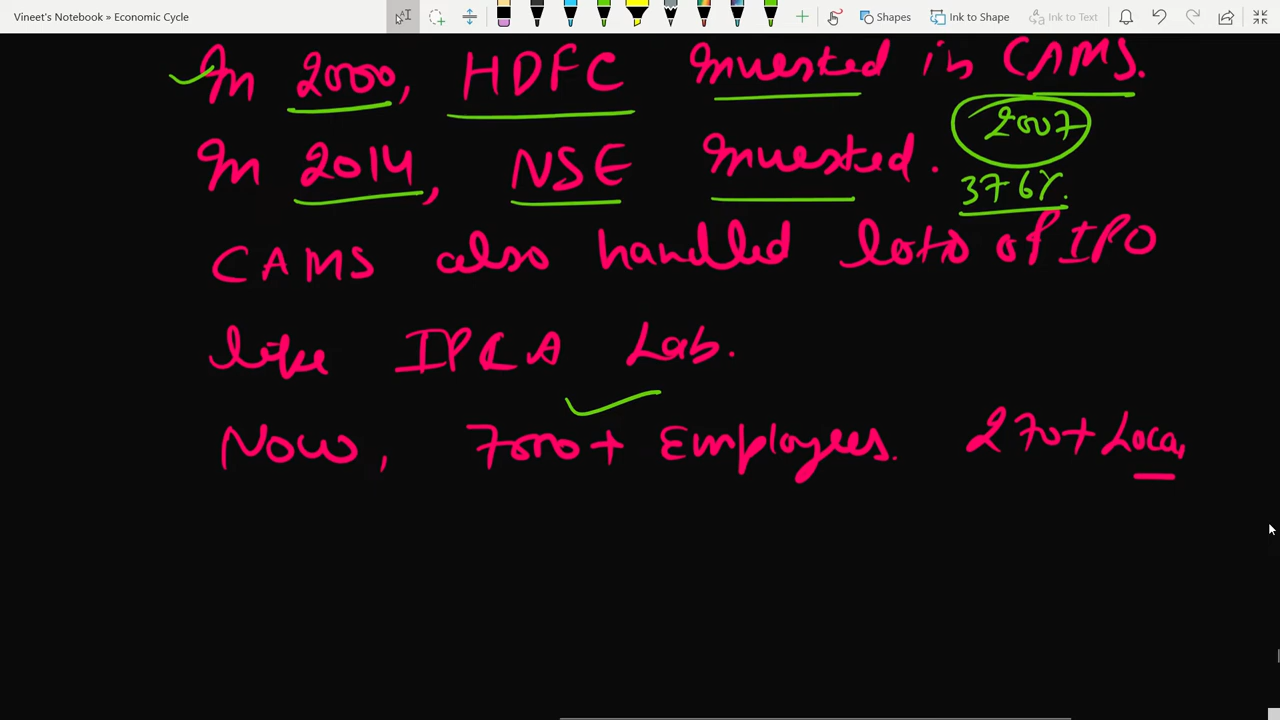 Vineet's Notebook » Economic Cycle
Shapes
Ink to Shape
Ink to Text
In 2000, HDFC Invested in CAMS.
2007
In 2014, NSE Invested.
37.6%.
CAMS also handled lots of IPO
like IPCA Lab.
Now, 7000+ Employees. 270+ Loca,